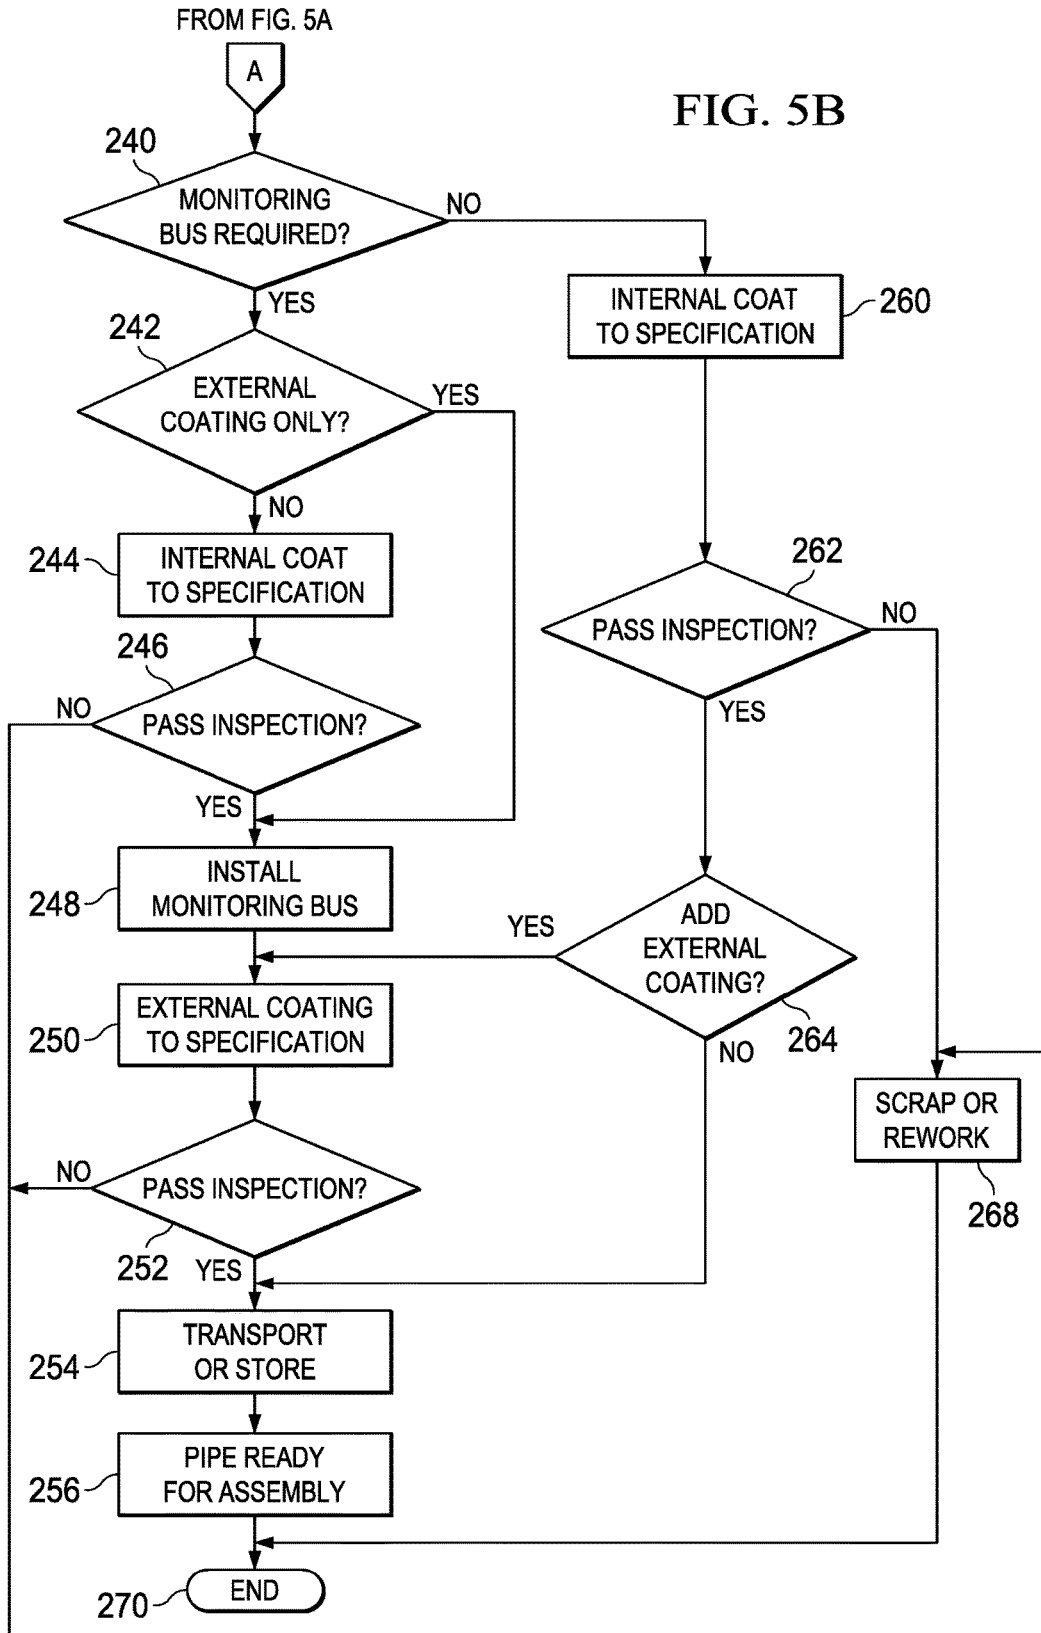 FROM FIG. 5A
A
FIG. 5B
240
MONITORING
BUS REQUIRED?
NO
YES
INTERNAL COAT
TO SPECIFICATION
260
242
EXTERNAL
COATING ONLY?
YES
NO
244
INTERNAL COAT
TO SPECIFICATION
262
PASS INSPECTION?
NO
YES
246
NO
PASS INSPECTION?
YES
248
INSTALL
MONITORING BUS
YES
ADD
EXTERNAL
COATING?
264
NO
250
EXTERNAL COATING
TO SPECIFICATION
SCRAP OR
REWORK
268
NO
PASS INSPECTION?
252
YES
254
TRANSPORT
OR STORE
256
PIPE READY
FOR ASSEMBLY
270
END